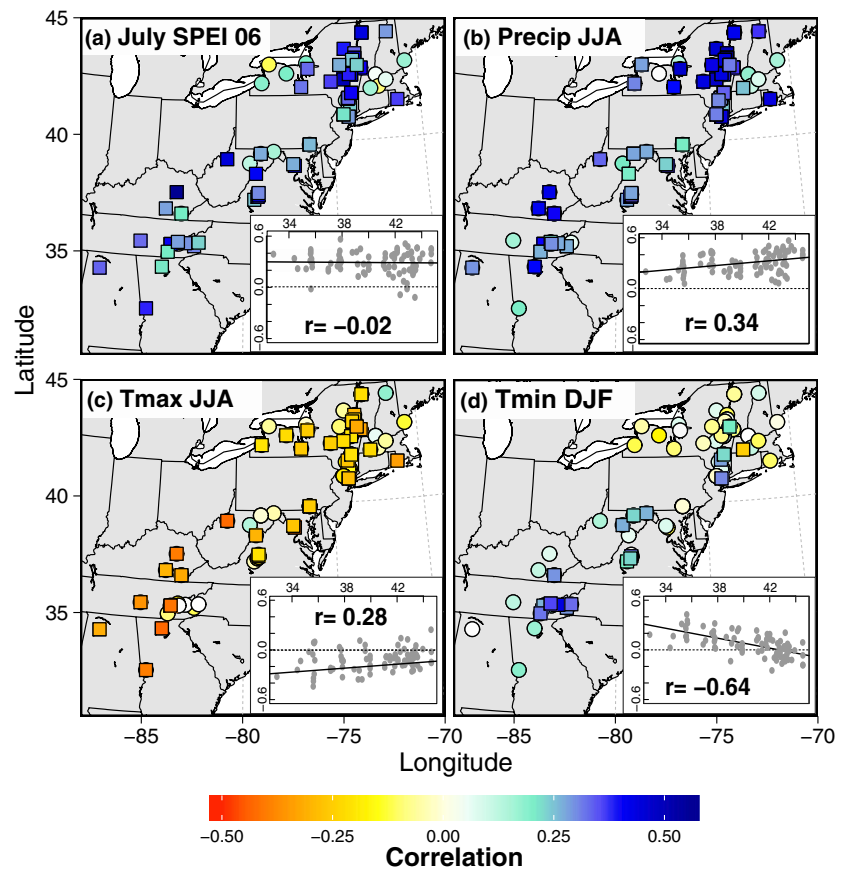 (a) July SPEI 06
(b) Precip JJA
45
40
35
34 38 42
0.6
0.0
−0.6
r= −0.02
34 38 42
0.6
0.0
−0.6
r= 0.34
Latitude
(c) Tmax JJA
(d) Tmin DJF
45
40
35
34 38 42
0.6
0.0
−0.6
r= 0.28
34 38 42
0.6
0.0
−0.6
r= −0.64
−85 −80 −75 −70
−85 −80 −75 −70
Longitude
−0.50 −0.25 0.00 0.25 0.50
Correlation